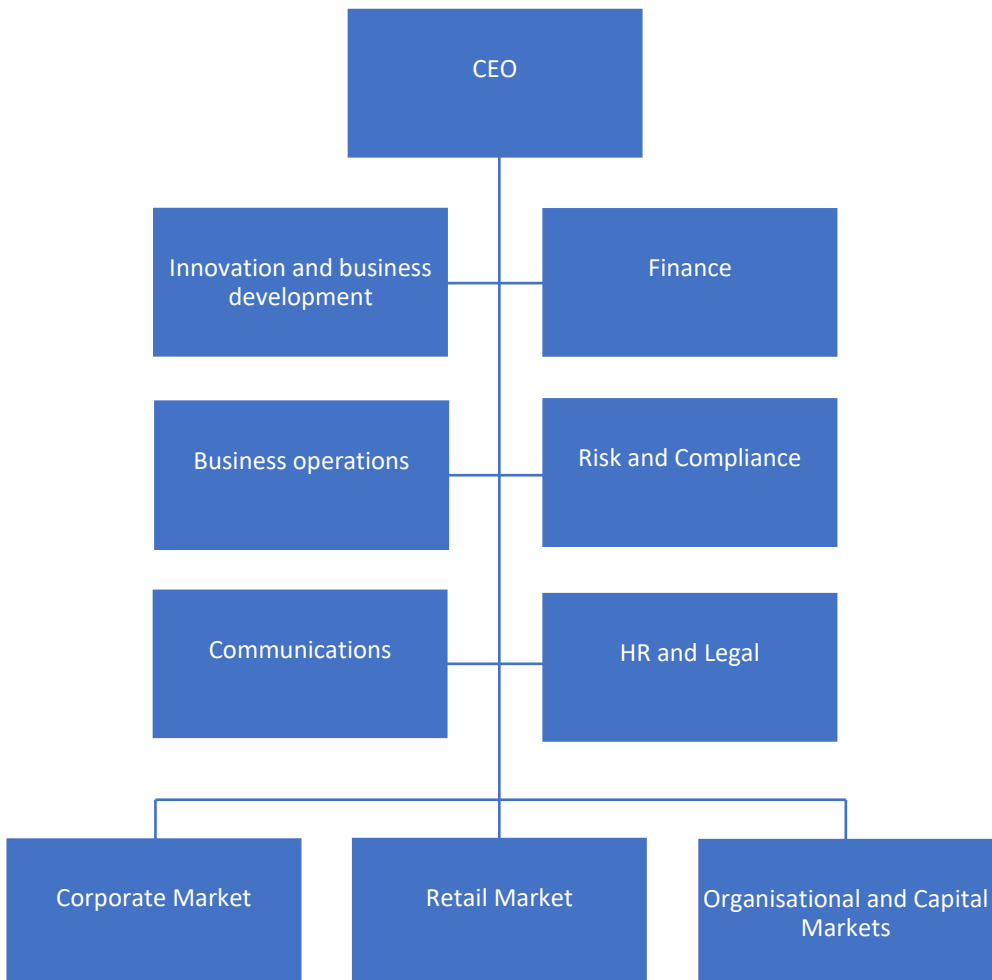 CEO
Innovation and business
development
Finance
Business operations
Risk and Compliance
Communications
HR and Legal
Corporate Market
Retail Market
Organisational and Capital
Markets